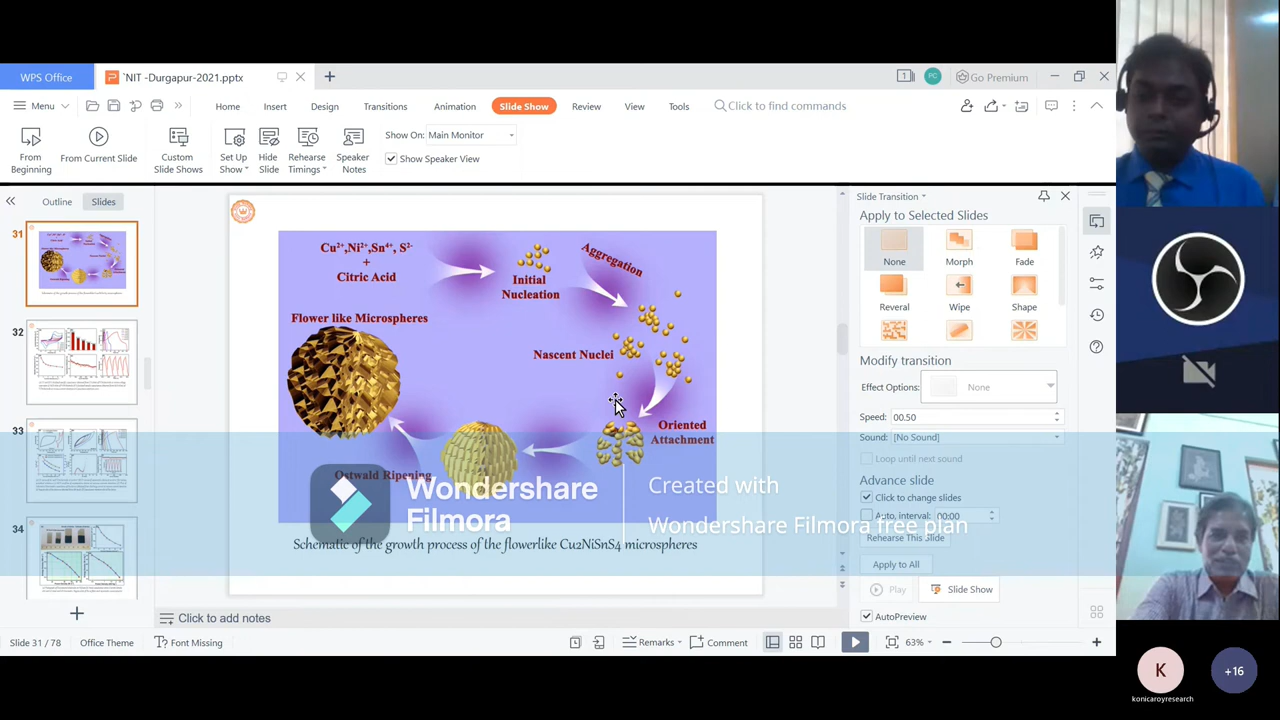 WPS Office
`NIT -Durgapur-2021.pptx
Go Premium
Menu
Home
Insert
Design
Transitions
Animation
Slide Show
Review
View
Tools
Click to find commands
From Beginning
From Current Slide
Custom Slide Shows
Set Up Show
Hide Slide
Rehearse Timings
Speaker Notes
Show On: Main Monitor
Show Speaker View
Outline
Slides
31
32
33
34
Cu²⁺,Ni²⁺,Sn⁴⁺, S²⁻
+
Citric Acid
Initial
Nucleation
Aggregation
Flower like Microspheres
Nascent Nuclei
Oriented
Attachment
Ostwald Ripening
Schematic of the growth process of the flowerlike Cu2NiSnS4 microspheres
Wondershare
Filmora
Created with
Wondershare Filmora free plan
Slide Transition
Apply to Selected Slides
None
Morph
Fade
Reveral
Wipe
Shape
Modify transition
Effect Options: None
Speed: 00.50
Sound: [No Sound]
Loop until next sound
Advance slide
Click to change slides
Auto, interval: 00:00
Rehearse This Slide
Apply to All
Play
Slide Show
AutoPreview
Click to add notes
Slide 31 / 78
Office Theme
Font Missing
Remarks
Comment
63%
K
konicaroyresearch
+16